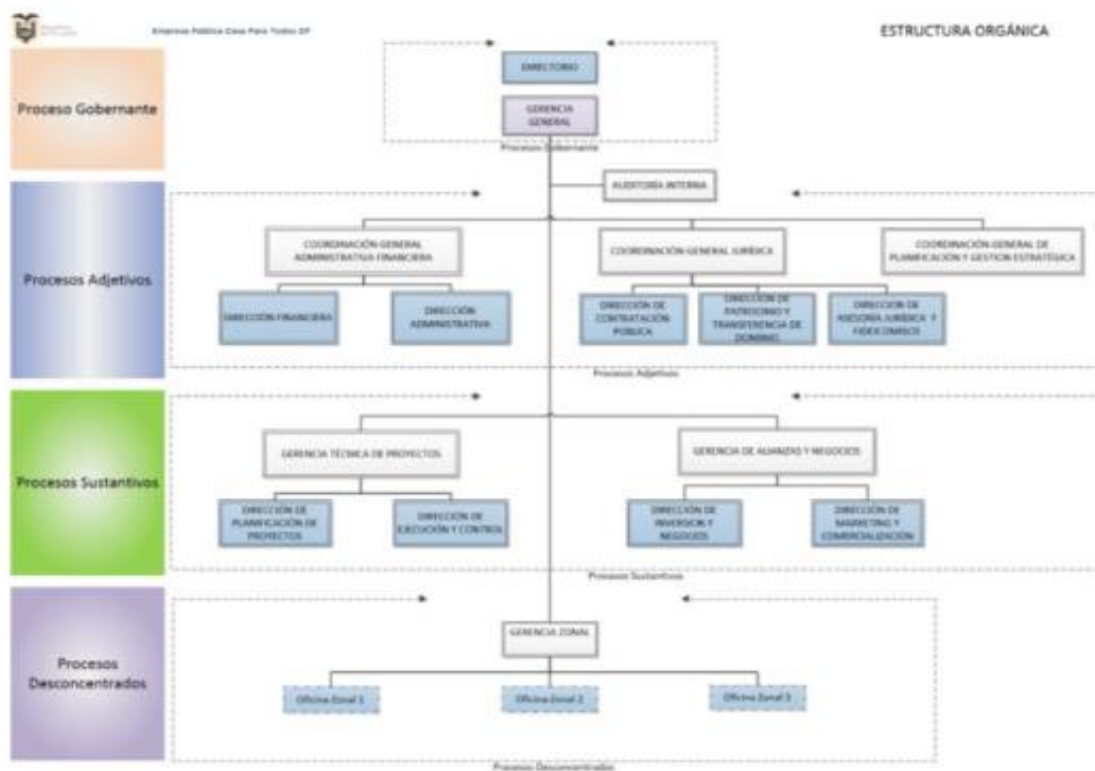 Empresa Pública Casa Para Todos EP
ESTRUCTURA ORGÁNICA
Proceso Gobernante
DIRECTORIO
GERENCIA
GENERAL
Procesos Gobernante
AUDITORÍA INTERNA
Procesos Adjetivos
COORDINACIÓN GENERAL
ADMINISTRATIVA FINANCIERA
COORDINACIÓN GENERAL JURÍDICA
COORDINACIÓN GENERAL DE
PLANIFICACIÓN Y GESTION ESTRATÉGICA
DIRECCIÓN FINANCIERA
DIRECCIÓN
ADMINISTRATIVA
DIRECCIÓN DE
CONTRATACIÓN
PÚBLICA
DIRECCIÓN DE
PATROCINIO Y
TRANSFERENCIA DE
DOMINIO
DIRECCION DE
ASESORÍA JURÍDICA Y
FIDEICOMISOS
Procesos Adjetivos
Procesos Sustantivos
GERENCIA TÉCNICA DE PROYECTOS
GERENCIA DE ALIANZAS Y NEGOCIOS
DIRECCIÓN DE
PLANIFICACIÓN DE
PROYECTOS
DIRECCIÓN DE
EJECUCIÓN Y CONTROL
DIRECCIÓN DE
INVERSION Y
NEGOCIOS
DIRECCIÓN DE
MARKETING Y
COMERCIALIZACIÓN
Procesos Sustantivos
Procesos
Desconcentrados
GERENCIA ZONAL
Oficina Zonal 1
Oficina Zonal 2
Oficina Zonal 3
Procesos Desconcentrados